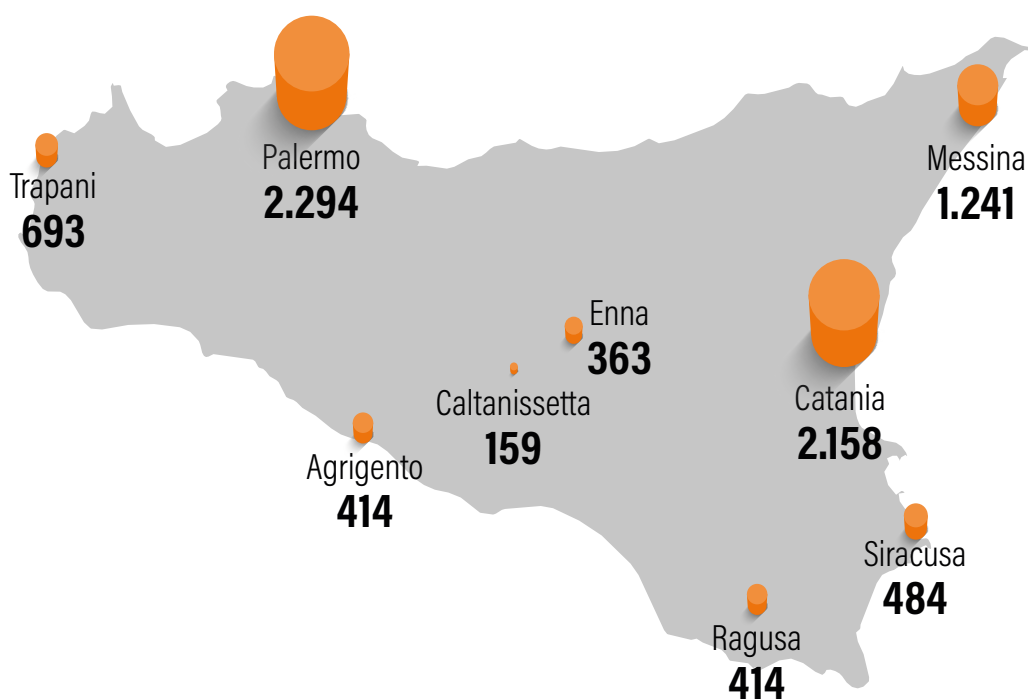 Palermo
2.294
Messina
1.241
Trapani
693
Enna
363
Caltanissetta
159
Catania
2.158
Agrigento
414
Siracusa
484
Ragusa
414